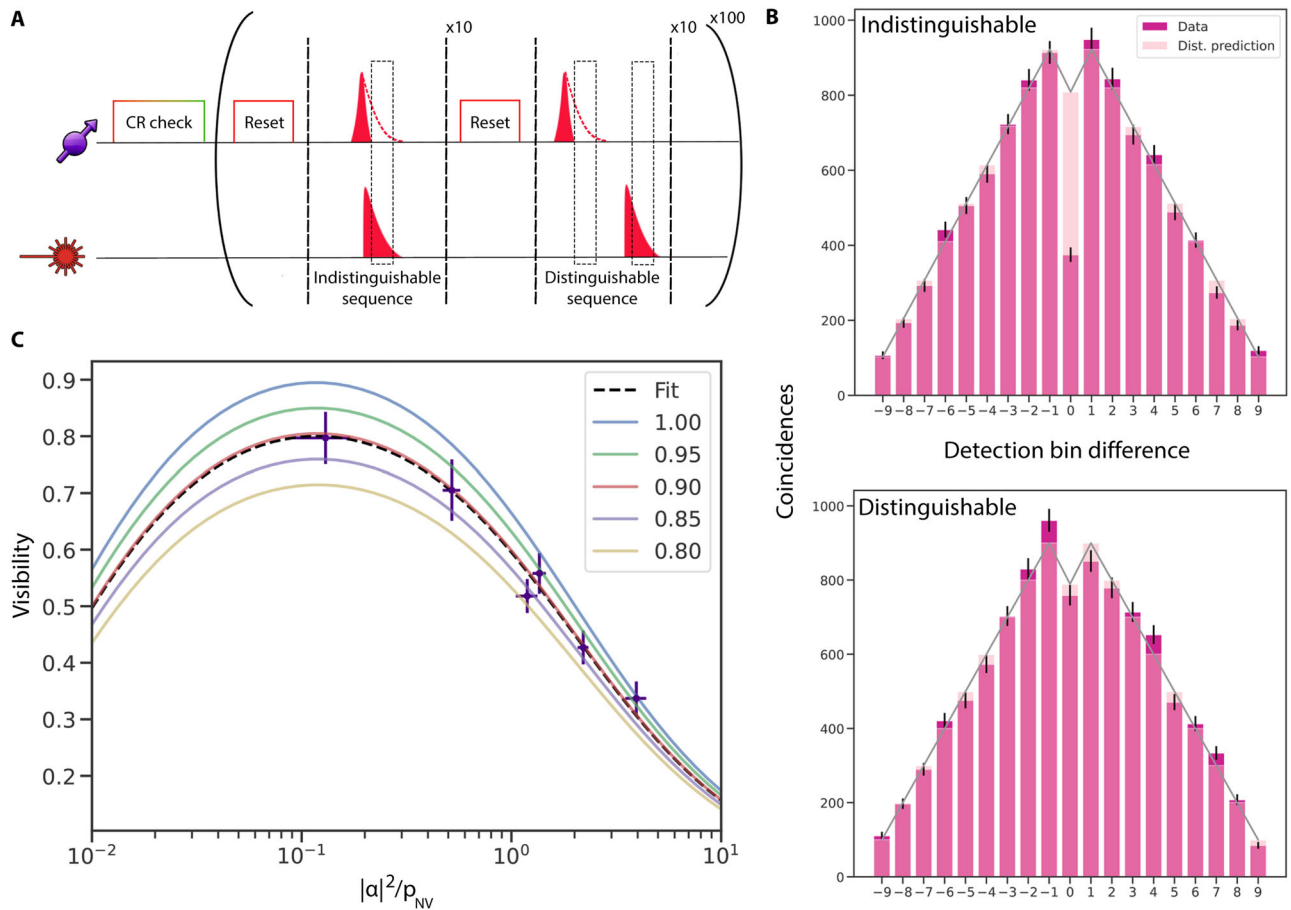 A
x10
x10
x100
CR check
Reset
Reset
Indistinguishable
sequence
Distinguishable
sequence
B
Indistinguishable
Data
Dist. prediction
1000
800
600
400
200
0
−9 −8 −7 −6 −5 −4 −3 −2 −1 0 1 2 3 4 5 6 7 8 9
Detection bin difference
Coincidences
Distinguishable
1000
800
600
400
200
0
−9 −8 −7 −6 −5 −4 −3 −2 −1 0 1 2 3 4 5 6 7 8 9
C
Visibility
0.9
0.8
0.7
0.6
0.5
0.4
0.3
0.2
Fit
1.00
0.95
0.90
0.85
0.80
10⁻² 10⁻¹ 10⁰ 10¹
|α|²/p_NV